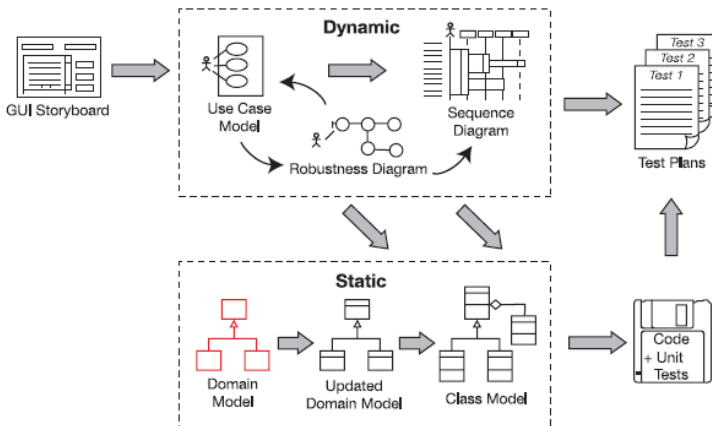 Dynamic
GUI Storyboard
Use Case
Model
Robustness Diagram
Sequence
Diagram
Test 3
Test 2
Test 1
Test Plans
Static
Domain
Model
Updated
Domain Model
Class Model
Code
+ Unit
Tests